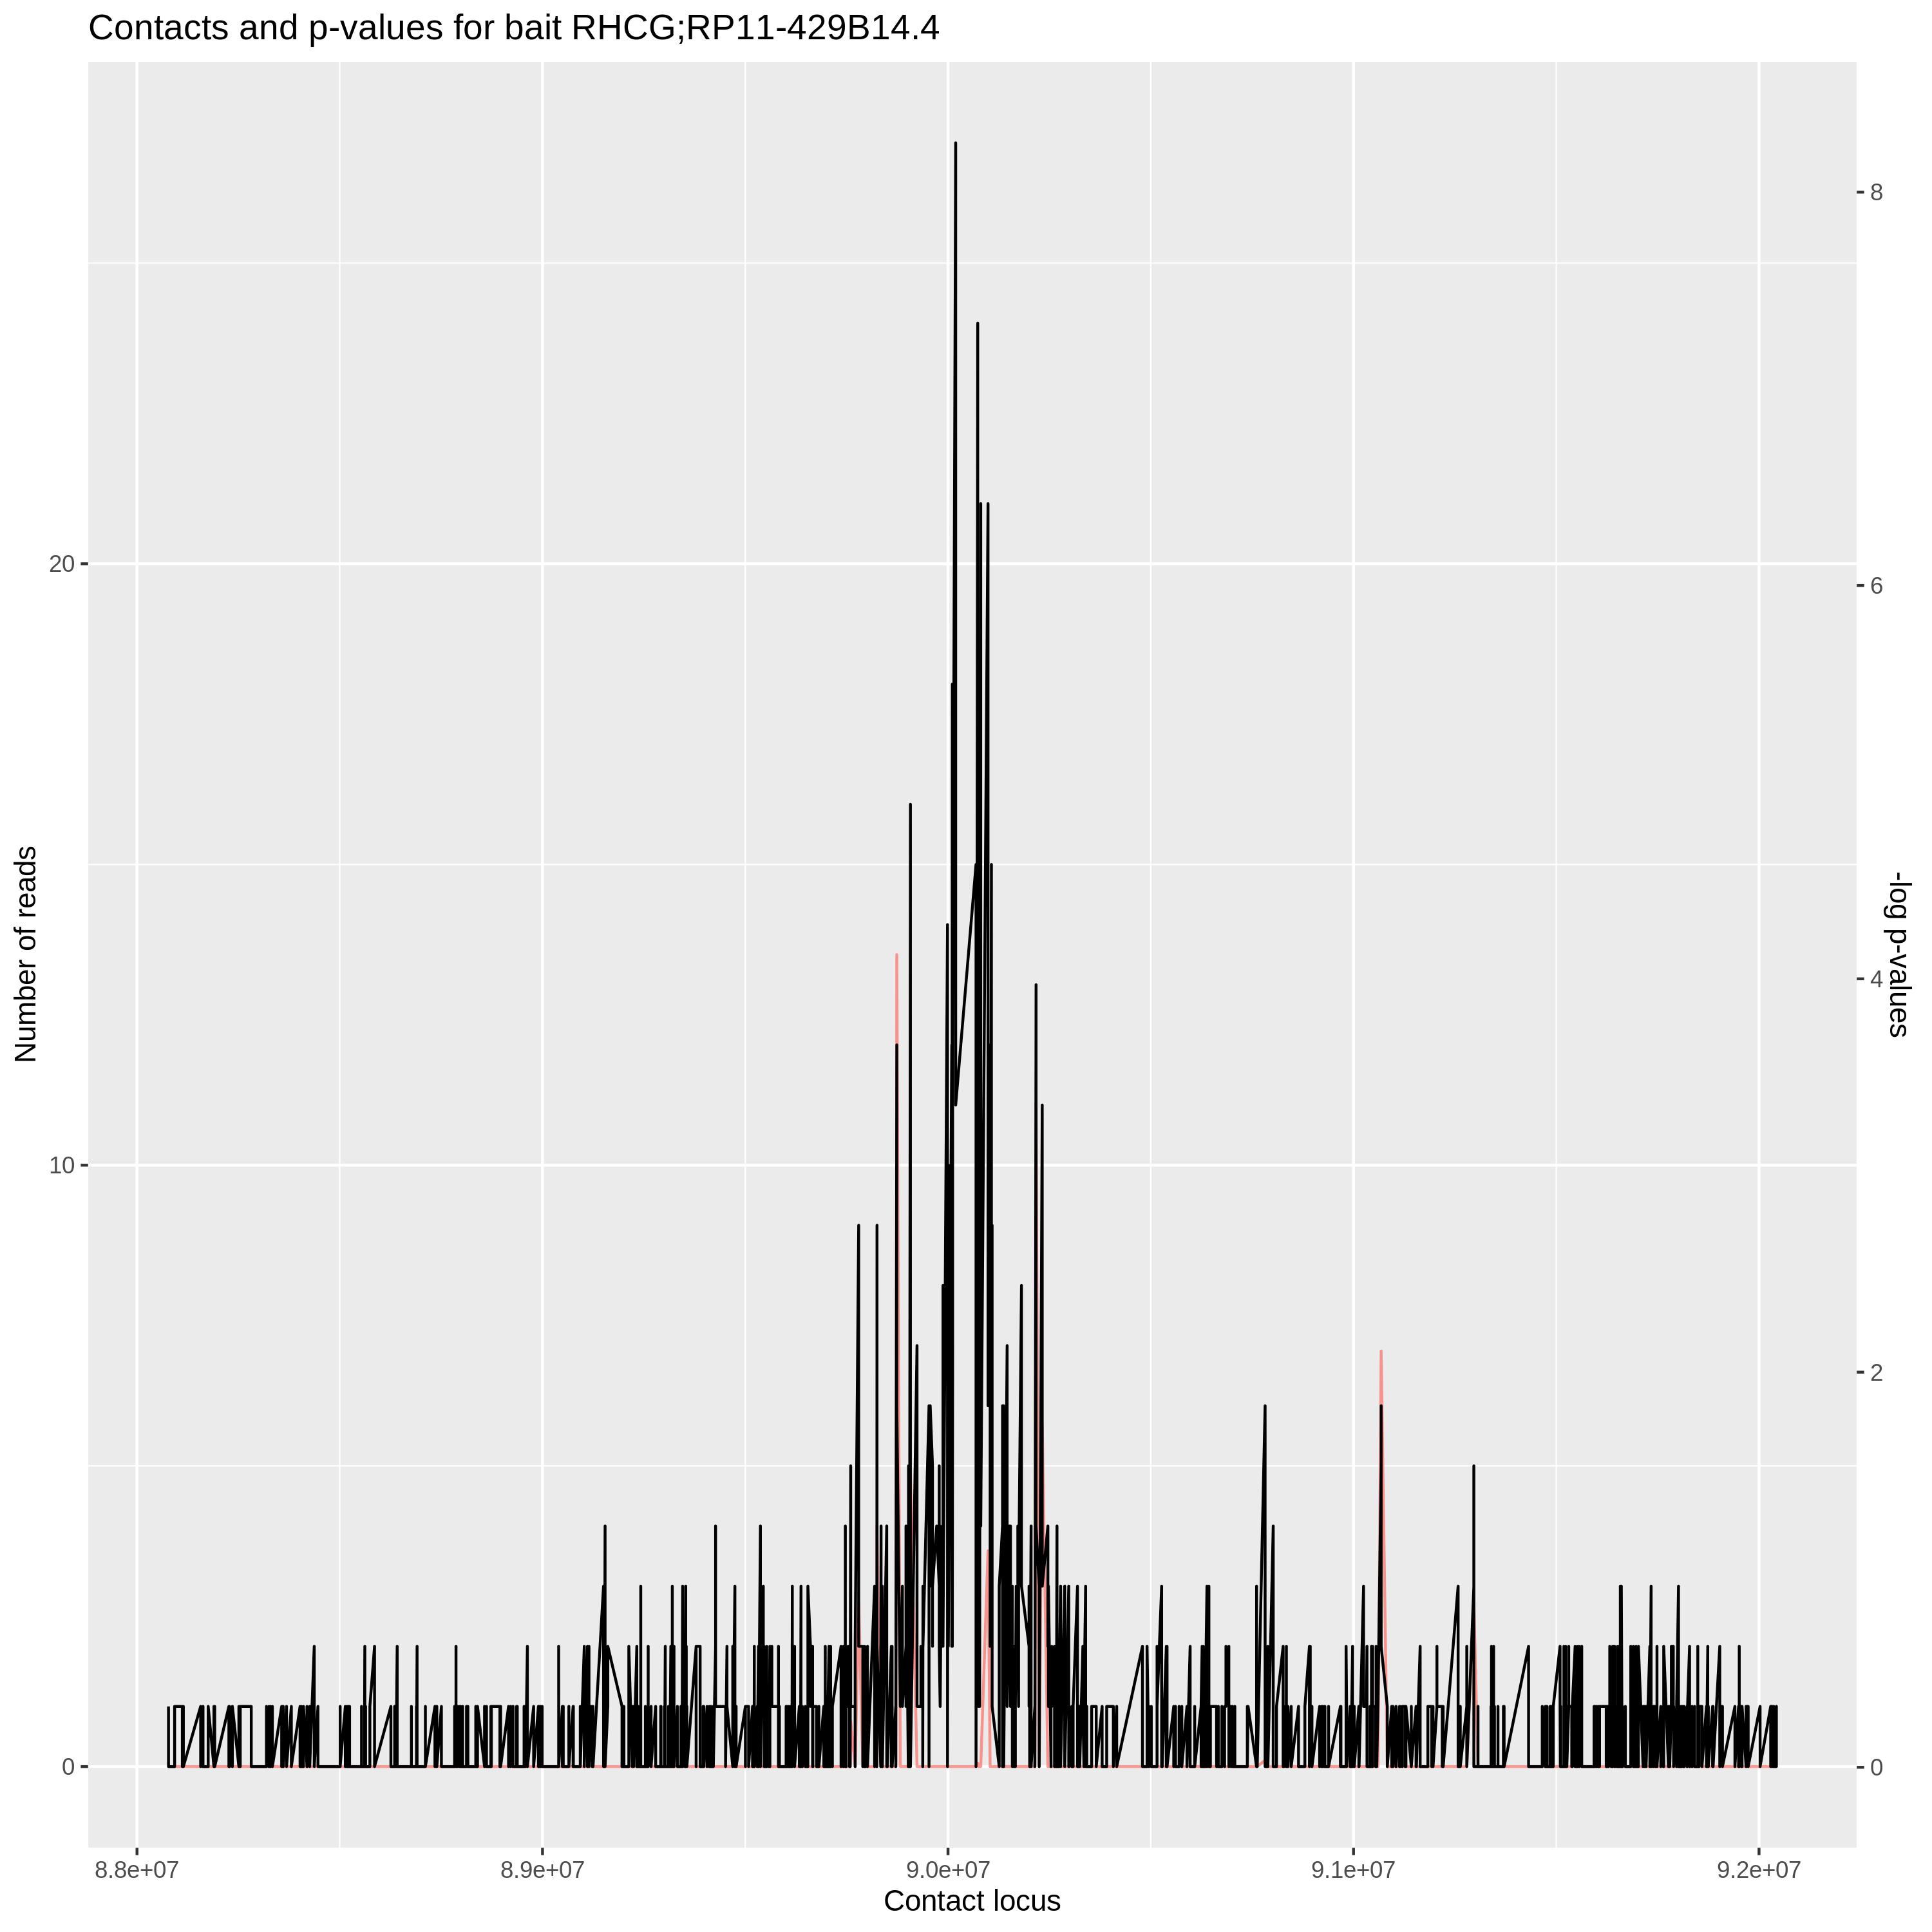 Contacts and p-values for bait RHCG;RP11-429B14.4
Number of reads
20
10
0
8
6
4
2
0
-log p-values
8.8e+07 8.9e+07 9.0e+07 9.1e+07 9.2e+07
Contact locus